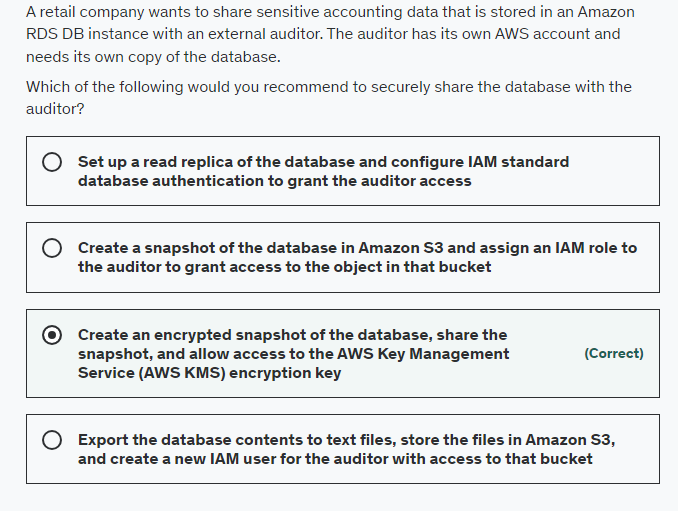 A retail company wants to share sensitive accounting data that is stored in an Amazon
RDS DB instance with an external auditor. The auditor has its own AWS account and
needs its own copy of the database.
Which of the following would you recommend to securely share the database with the
auditor?
Set up a read replica of the database and configure IAM standard
database authentication to grant the auditor access
Create a snapshot of the database in Amazon S3 and assign an IAM role to
the auditor to grant access to the object in that bucket
Create an encrypted snapshot of the database, share the
snapshot, and allow access to the AWS Key Management
Service (AWS KMS) encryption key
(Correct)
Export the database contents to text files, store the files in Amazon S3,
and create a new IAM user for the auditor with access to that bucket